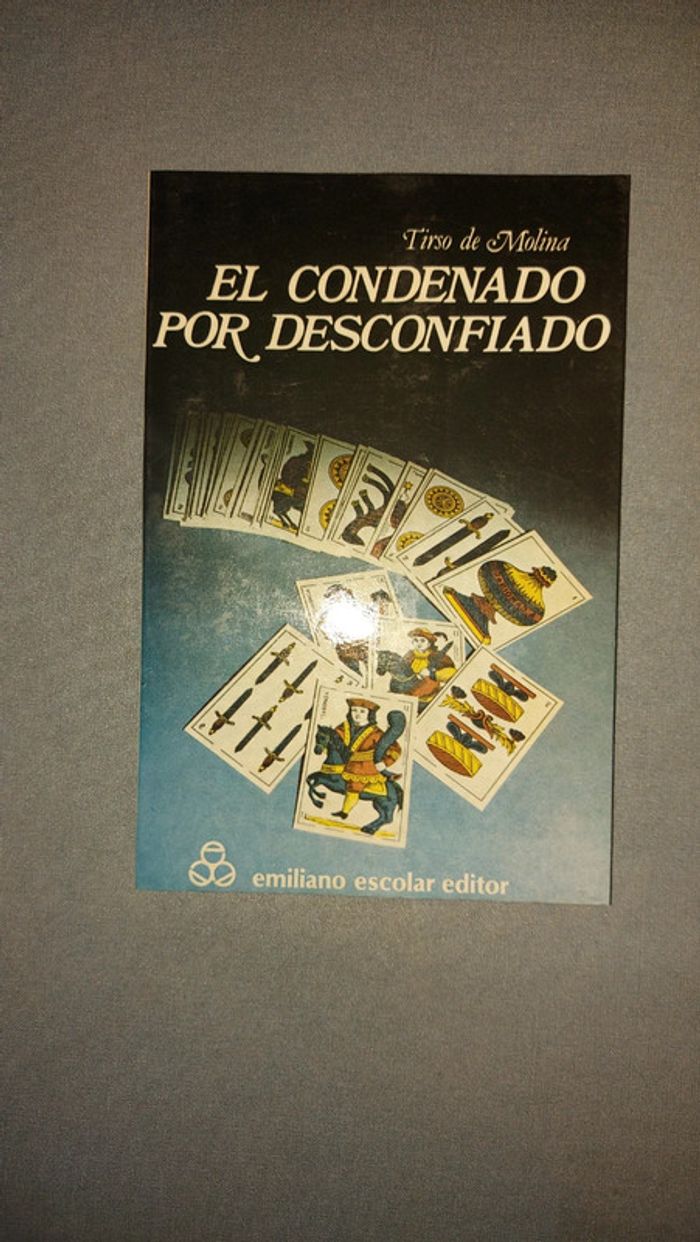 Tirso de Molina
EL CONDENADO
POR DESCONFIADO
emiliano escolar editor